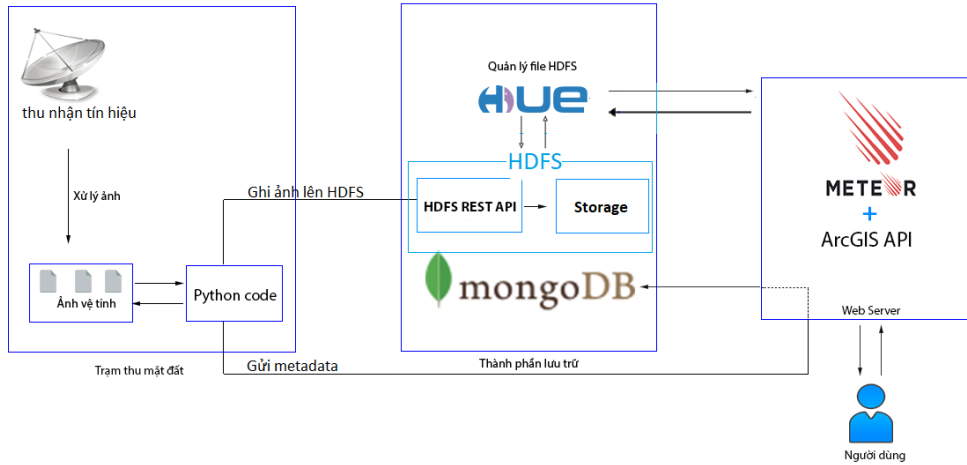 thu nhận tín hiệu
Xử lý ảnh
Ảnh vệ tinh
Python code
Trạm thu mặt đất
Ghi ảnh lên HDFS
Gửi metadata
Quản lý file HDFS
HUE
HDFS
HDFS REST API
Storage
mongoDB
Thành phần lưu trữ
METEOR
+
ArcGIS API
Web Server
Người dùng